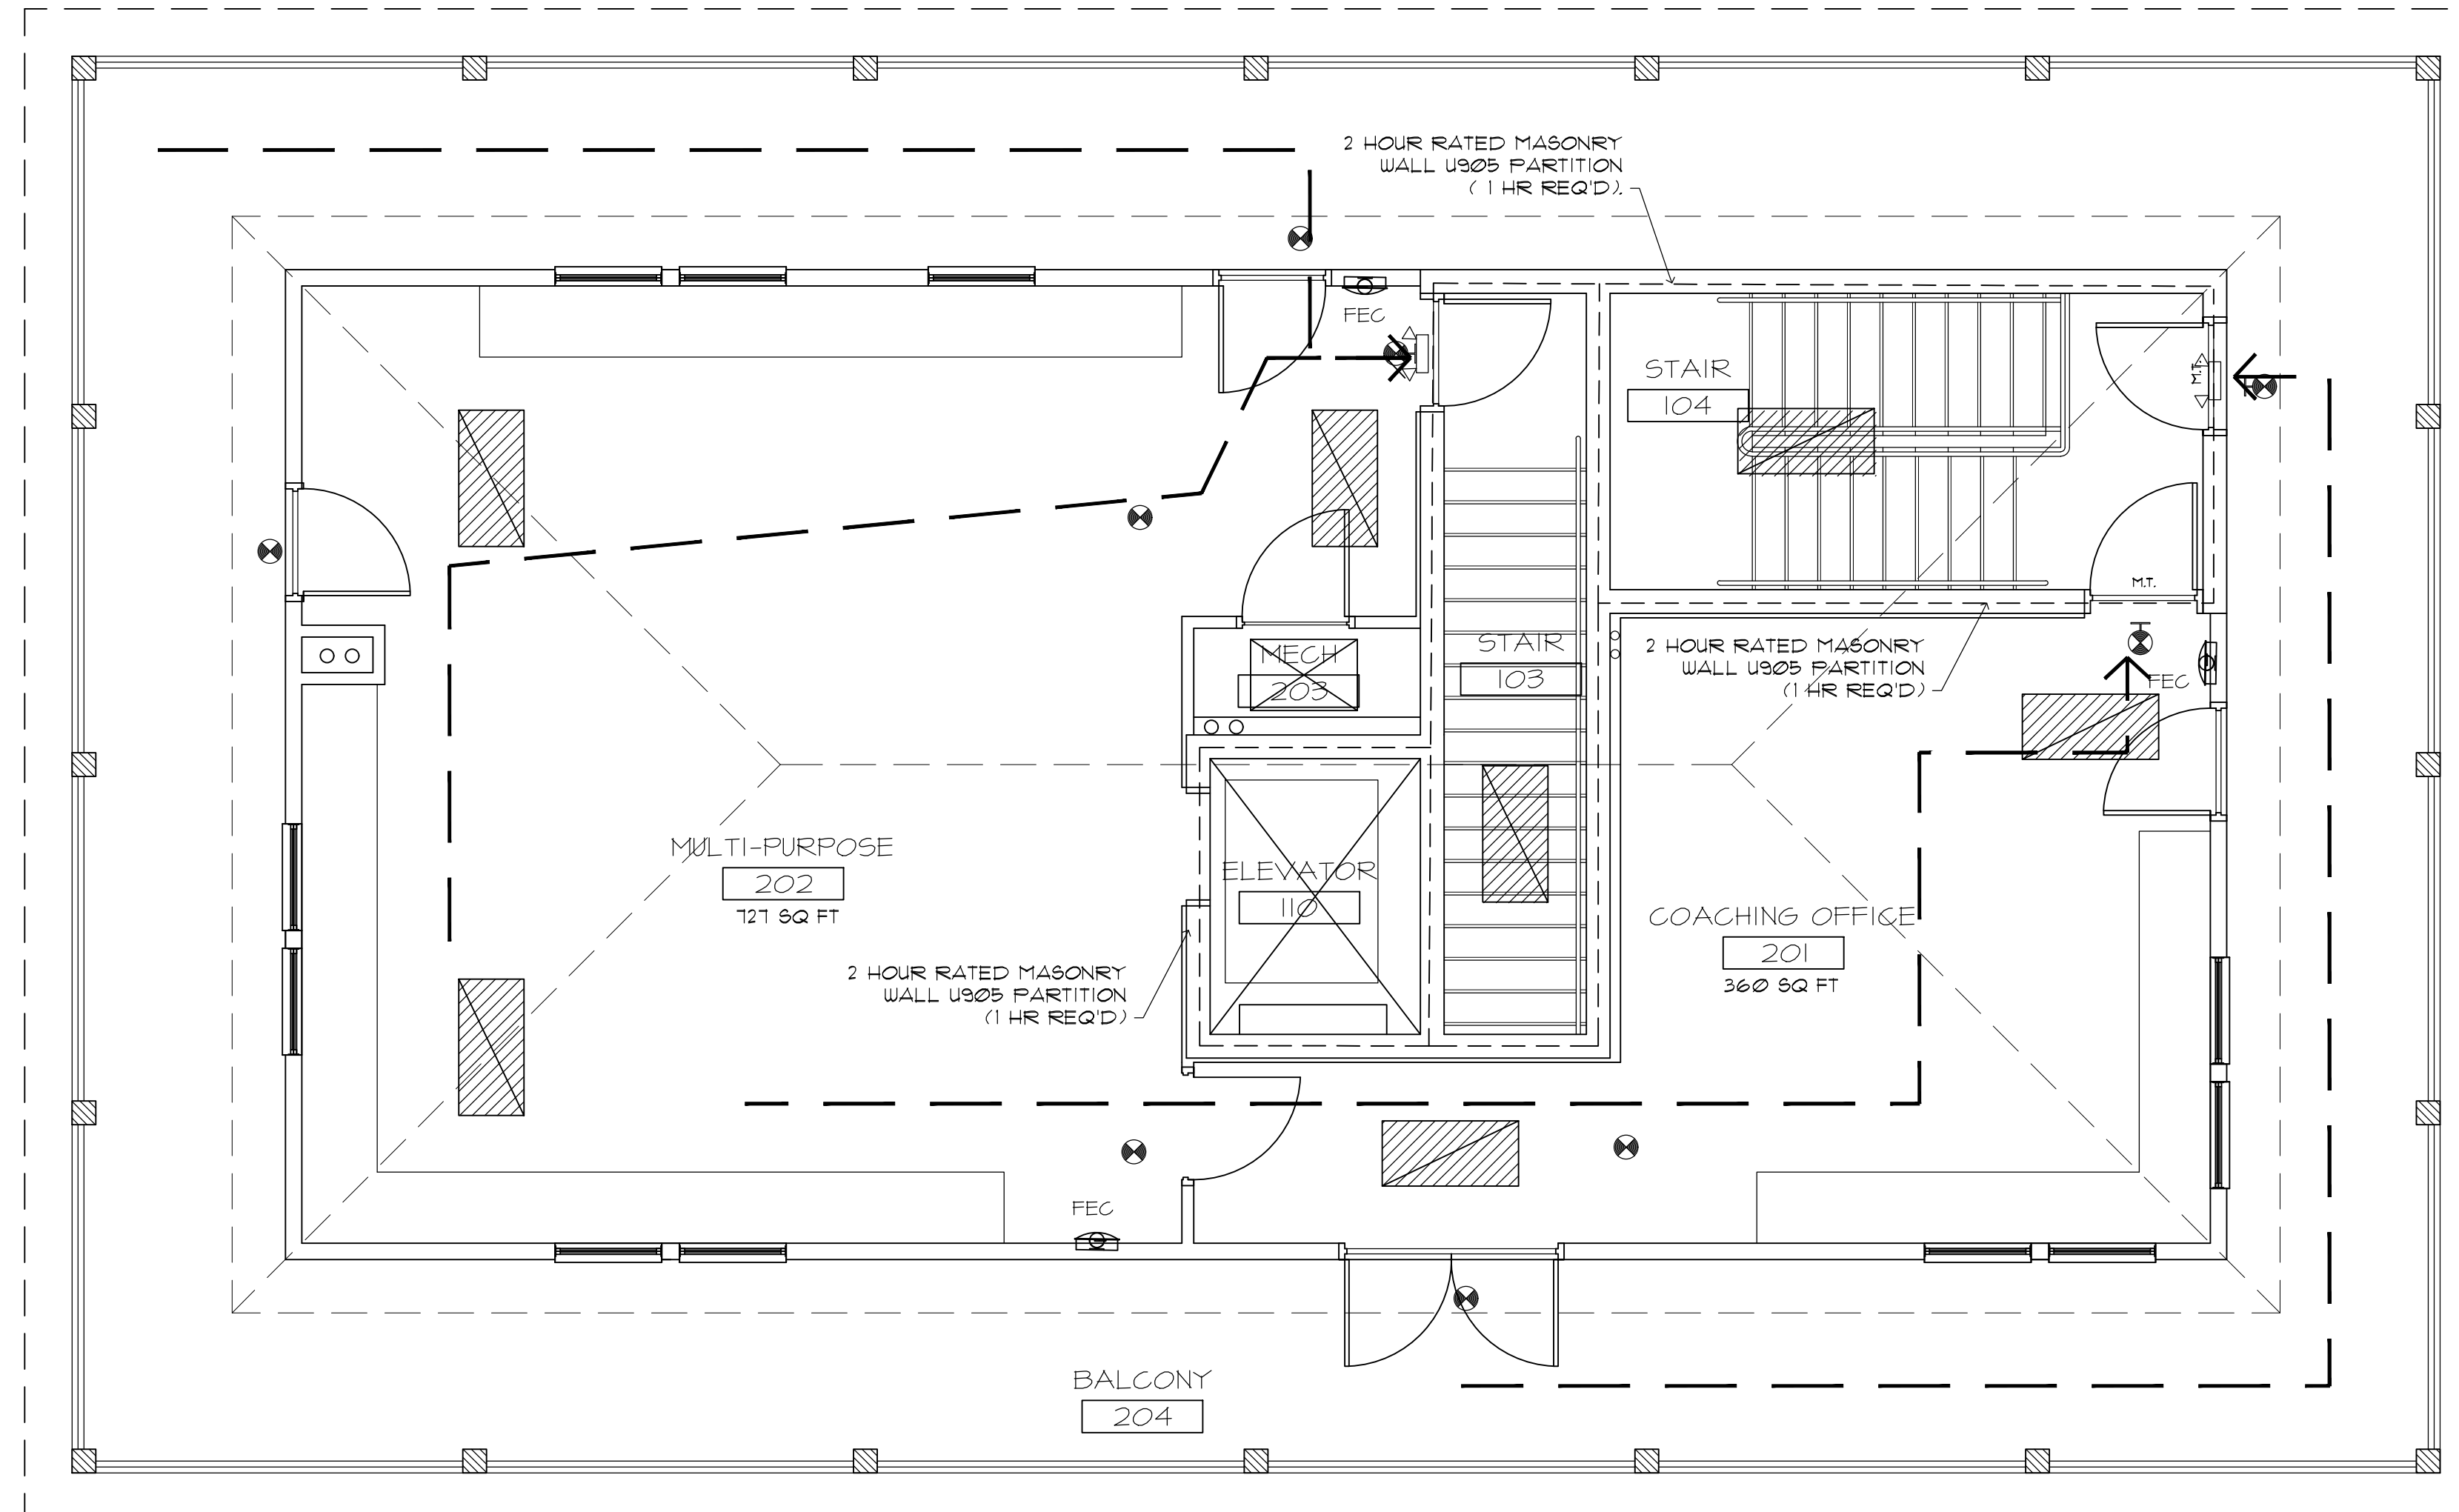 2 HOUR RATED MASONRY
WALL U905 PARTITION
( 1 HR REQ'D).
FEC
STAIR
104
M.T.
M.T.
STAIR
103
2 HOUR RATED MASONRY
WALL U905 PARTITION
(1 HR REQ'D)
FEC
MECH
203
MULTI-PURPOSE
202
727 SQ FT
ELEVATOR
110
COACHING OFFICE
201
360 SQ FT
2 HOUR RATED MASONRY
WALL U905 PARTITION
(1 HR REQ'D)
FEC
BALCONY
204